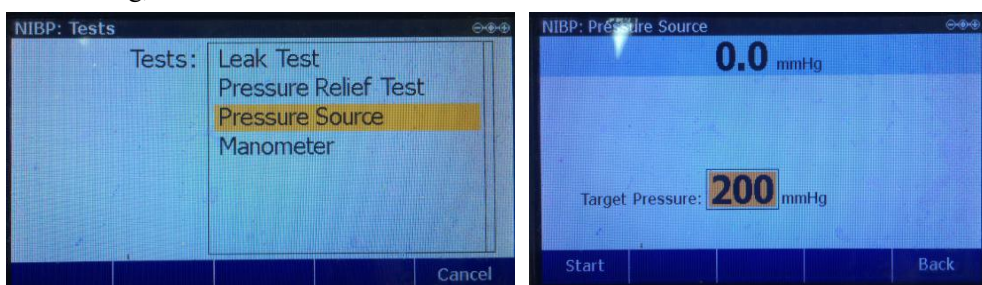 NIBP: Tests
Tests:
Leak Test
Pressure Relief Test
Pressure Source
Manometer
Cancel
NIBP: Pressure Source
0.0 mmHg
Target Pressure: 200 mmHg
Start
Back